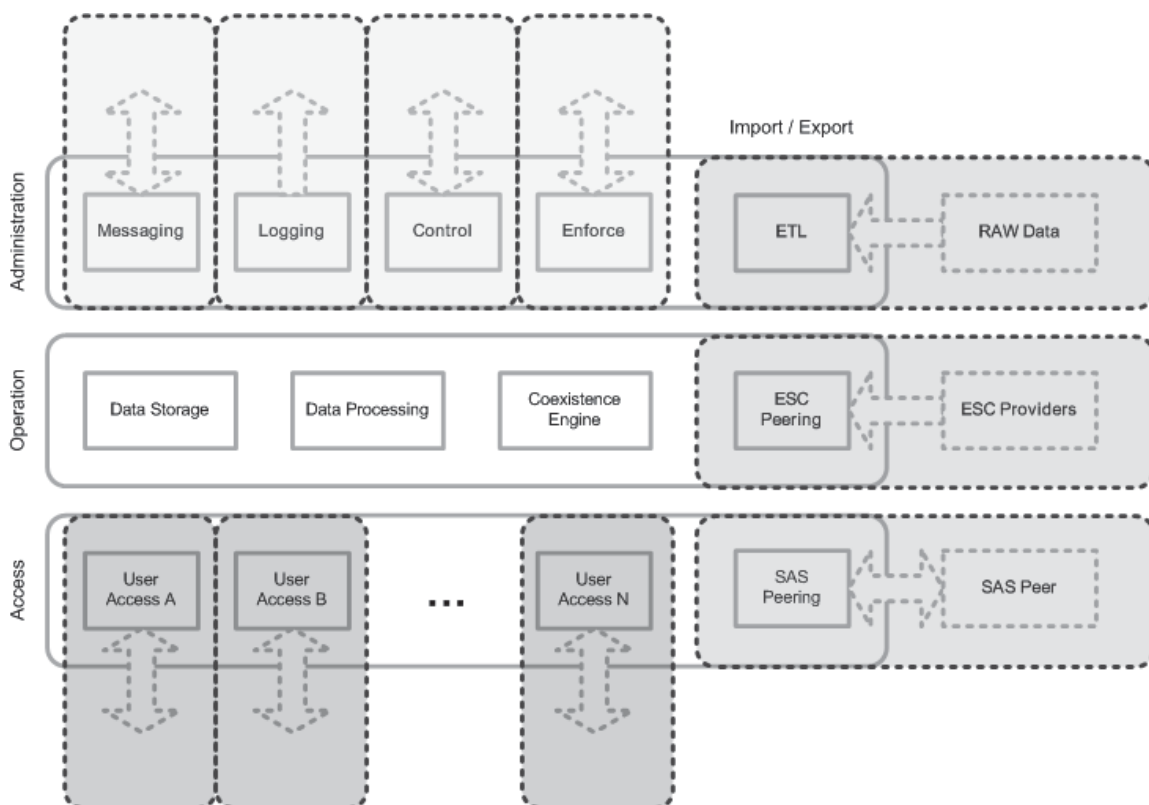 Import / Export
Administration
Messaging
Logging
Control
Enforce
ETL
RAW Data
Operation
Data Storage
Data Processing
Coexistence
Engine
ESC
Peering
ESC Providers
Access
User
Access A
User
Access B
...
User
Access N
SAS
Peering
SAS Peer